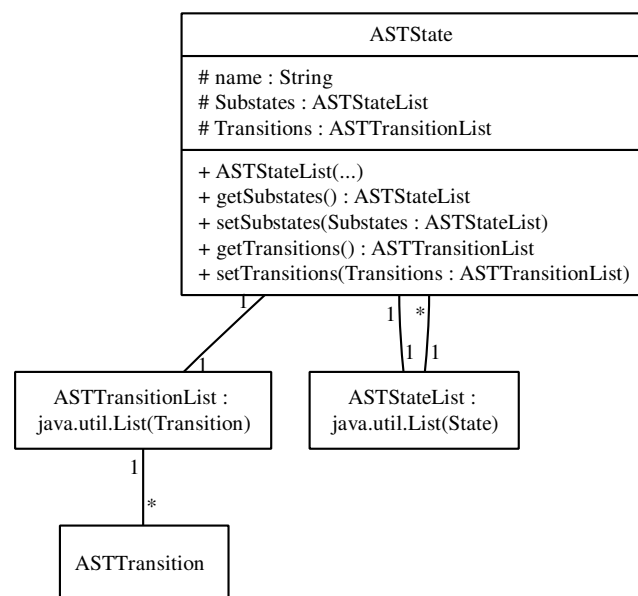 ASTState
# name : String
# Substates : ASTStateList
# Transitions : ASTTransitionList
+ ASTStateList(...)
+ getSubstates() : ASTStateList
+ setSubstates(Substates : ASTStateList)
+ getTransitions() : ASTTransitionList
+ setTransitions(Transitions : ASTTransitionList)
1
1
*
1
1
1
ASTTransitionList :
java.util.List(Transition)
ASTStateList :
java.util.List(State)
1
*
ASTTransition